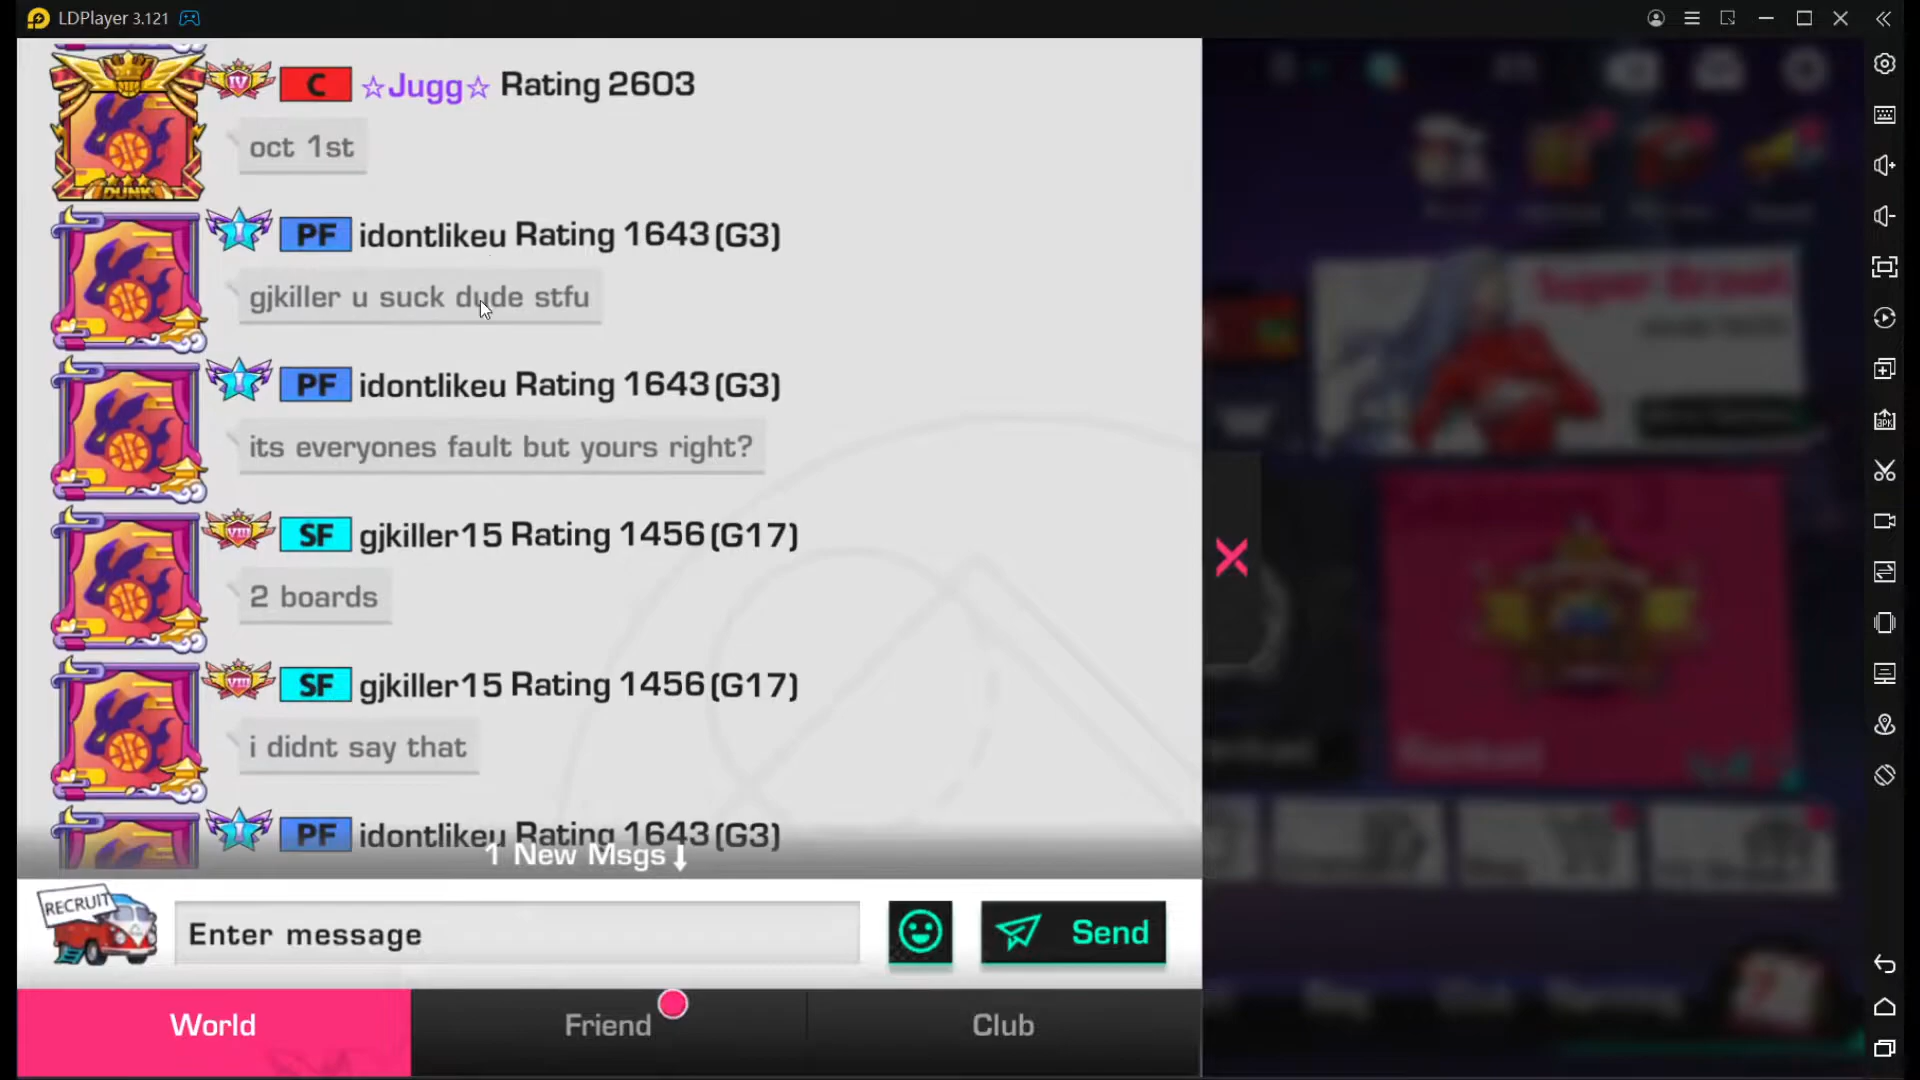 LDPlayer 3.121
C ☆Jugg☆ Rating 2603
DUNK
oct 1st
PF idontlikeu Rating 1643(G3)
gjkiller u suck dude stfu
PF idontlikeu Rating 1643(G3)
its everyones fault but yours right?
SF gjkiller15 Rating 1456(G17)
2 boards
SF gjkiller15 Rating 1456(G17)
i didnt say that
PF idontlikeu Rating 1643(G3)
1 New Msgs
RECRUIT
Enter message
Send
World
Friend
Club
APK